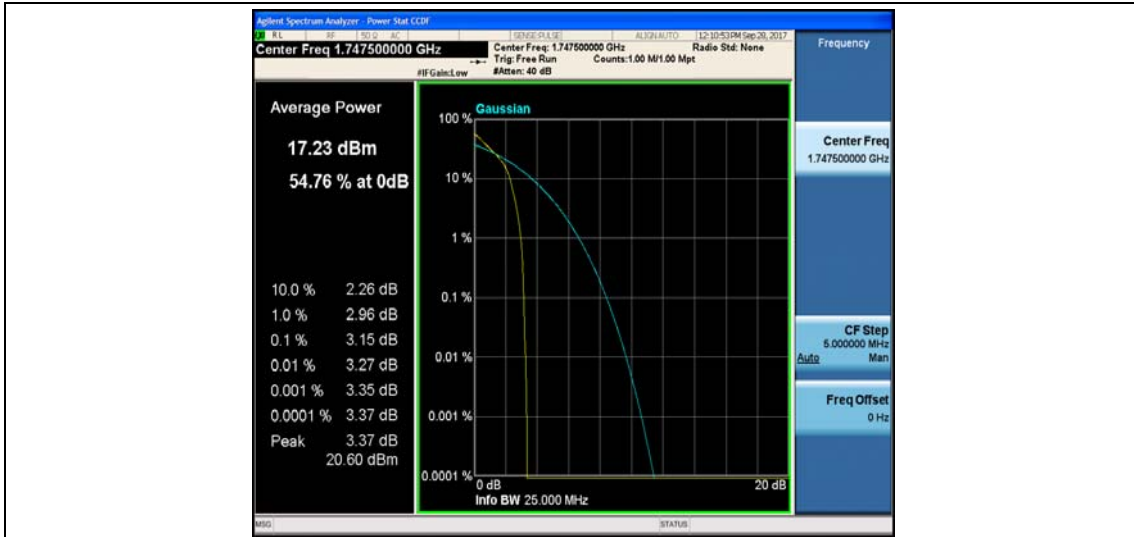 Agilent Spectrum Analyzer - Power Stat CCDF
RL RF 50 Ω AC SENSE:PULSE ALIGN AUTO 12:10:53 PM Sep 28, 2017
Center Freq 1.747500000 GHz
Center Freq: 1.747500000 GHz Radio Std: None
Trig: Free Run Counts:1.00 M/1.00 Mpt
#IFGain:Low #Atten: 40 dB
Frequency
Average Power
17.23 dBm
54.76 % at 0dB
10.0 % 2.26 dB
1.0 % 2.96 dB
0.1 % 3.15 dB
0.01 % 3.27 dB
0.001 % 3.35 dB
0.0001 % 3.37 dB
Peak 3.37 dB
20.60 dBm
Gaussian
100 %
10 %
1 %
0.1 %
0.01 %
0.001 %
0.0001 %
0 dB 20 dB
Info BW 25.000 MHz
Center Freq
1.747500000 GHz
CF Step
5.000000 MHz
Auto Man
Freq Offset
0 Hz
MSG STATUS